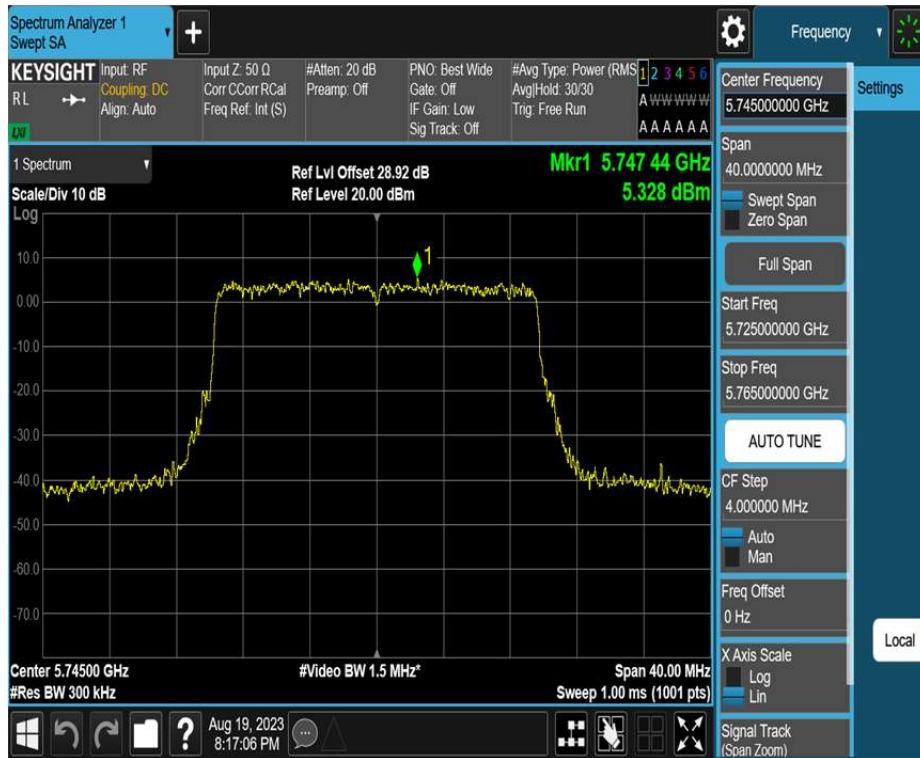 Spectrum Analyzer 1
Swept SA
Frequency
KEYSIGHT
R L
LXI
Input: RF
Coupling: DC
Align: Auto
Input Z: 50 Ω
Corr CCorr RCal
Freq Ref: Int (S)
#Atten: 20 dB
Preamp: Off
PNO: Best Wide
Gate: Off
IF Gain: Low
Sig Track: Off
#Avg Type: Power (RMS
Avg|Hold: 30/30
Trig: Free Run
1 2 3 4 5 6
A W W W W W
A A A A A A
1 Spectrum
Scale/Div 10 dB
Log
Ref Lvl Offset 28.92 dB
Ref Level 20.00 dBm
Mkr1 5.747 44 GHz
5.328 dBm
1
10.0
0.00
-10.0
-20.0
-30.0
-40.0
-50.0
-60.0
-70.0
Center 5.74500 GHz
#Res BW 300 kHz
#Video BW 1.5 MHz*
Span 40.00 MHz
Sweep 1.00 ms (1001 pts)
Aug 19, 2023
8:17:06 PM
Center Frequency
5.745000000 GHz
Span
40.0000000 MHz
Swept Span
Zero Span
Full Span
Start Freq
5.725000000 GHz
Stop Freq
5.765000000 GHz
AUTO TUNE
CF Step
4.000000 MHz
Auto
Man
Freq Offset
0 Hz
X Axis Scale
Log
Lin
Signal Track
(Span Zoom)
Settings
Local